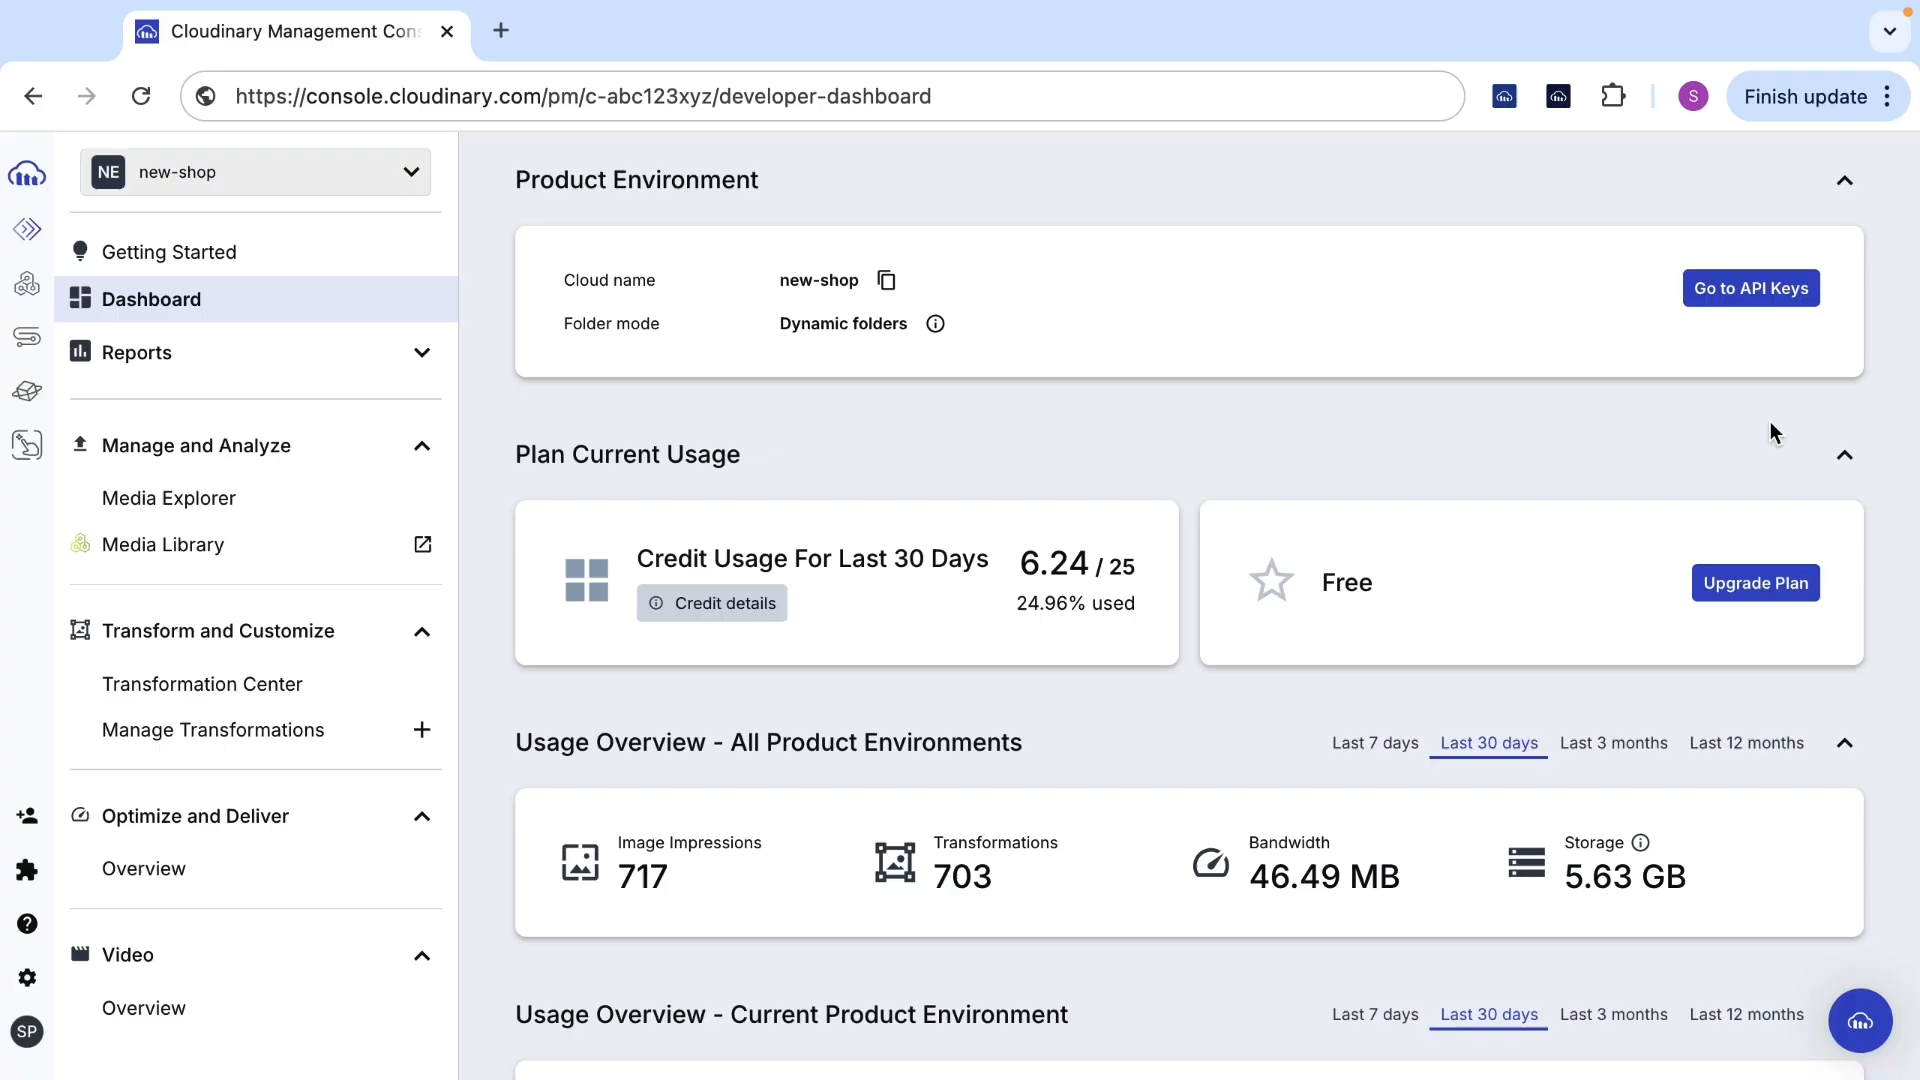 Cloudinary Management Con
https://console.cloudinary.com/pm/c-abc123xyz/developer-dashboard
S
Finish update
NE new-shop
Getting Started
Dashboard
Reports
Manage and Analyze
Media Explorer
Media Library
Transform and Customize
Transformation Center
Manage Transformations
Optimize and Deliver
Overview
Video
Overview
SP
Product Environment
Cloud name new-shop
Go to API Keys
Folder mode Dynamic folders
Plan Current Usage
Credit Usage For Last 30 Days 6.24 / 25
Credit details 24.96% used
Free
Upgrade Plan
Usage Overview - All Product Environments
Last 7 days Last 30 days Last 3 months Last 12 months
Image Impressions
717
Transformations
703
Bandwidth
46.49 MB
Storage
5.63 GB
Usage Overview - Current Product Environment
Last 7 days Last 30 days Last 3 months Last 12 months